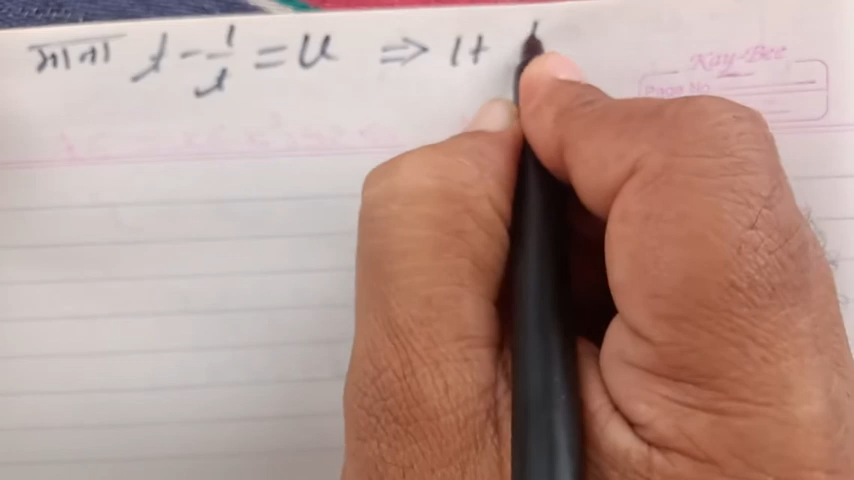 माना t - 1/t = u ⇒ 1+
Kay-Bee
Page No